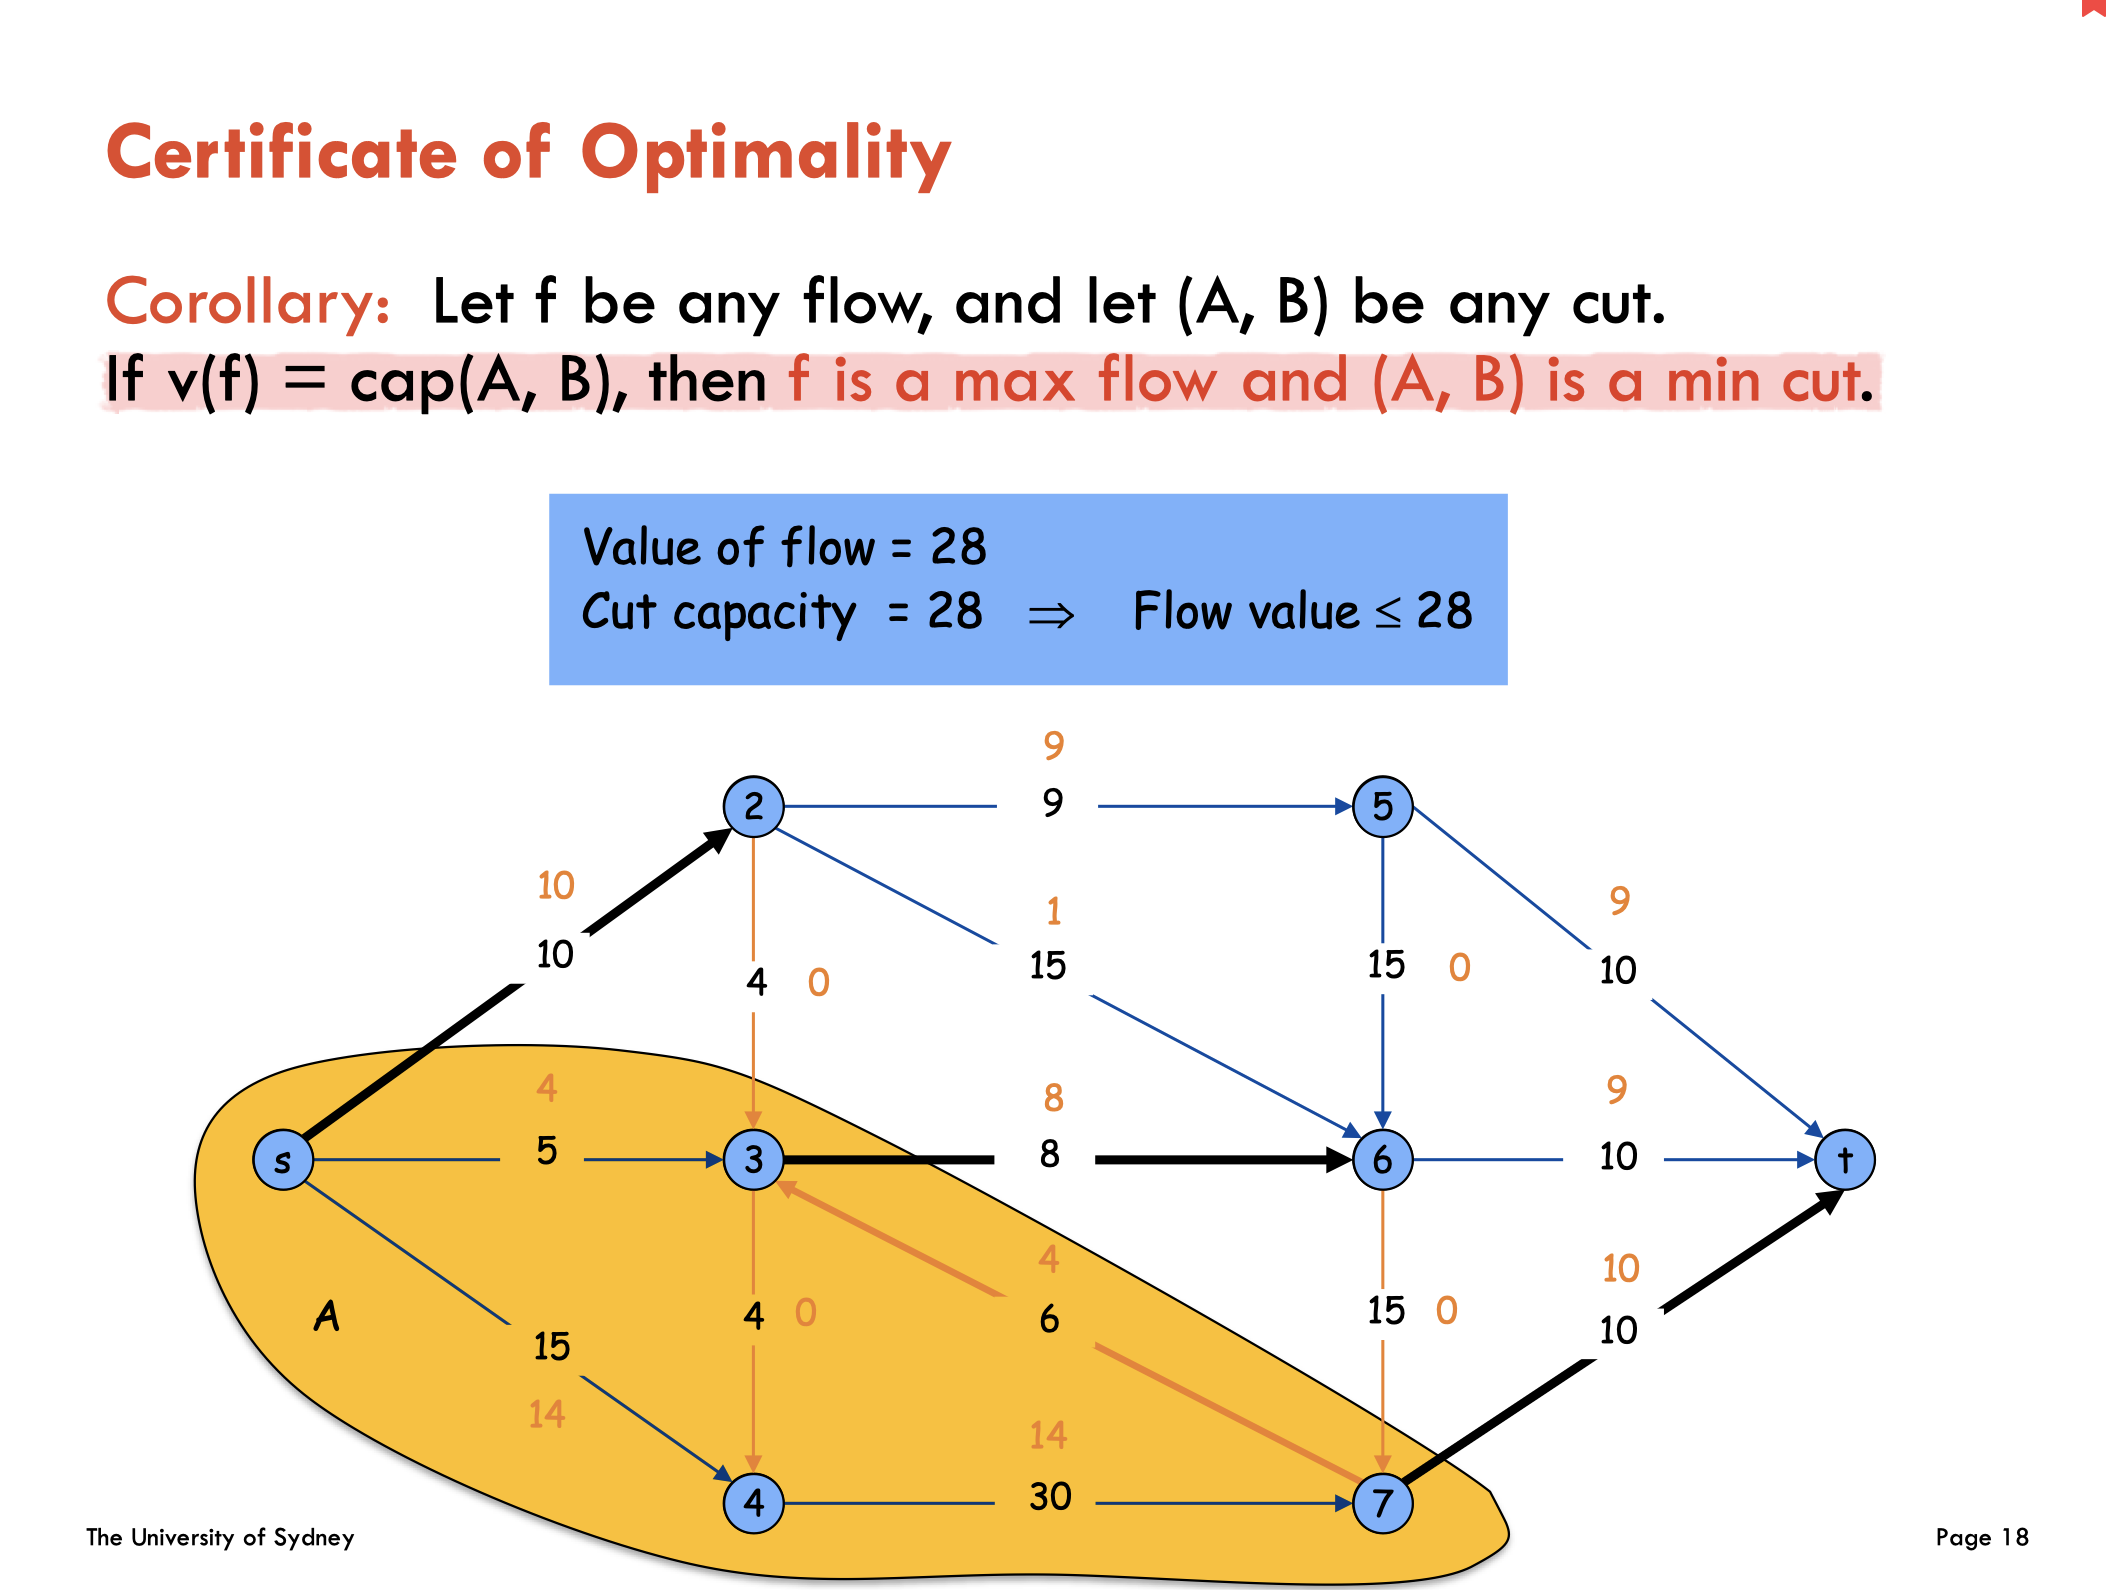 Certificate of Optimality
Corollary: Let f be any flow, and let (A, B) be any cut.
If v(f) = cap(A, B), then f is a max flow and (A, B) is a min cut.
Value of flow = 28
Cut capacity = 28 ⇒ Flow value ≤ 28
9
2 9 5
10
1
9
10
15
15 0
10
4 0
4
8
9
s 5 3 8 6 10 t
4
10
A
4 0
6
15 0
10
15
14
14
4 30 7
The University of Sydney
Page 18